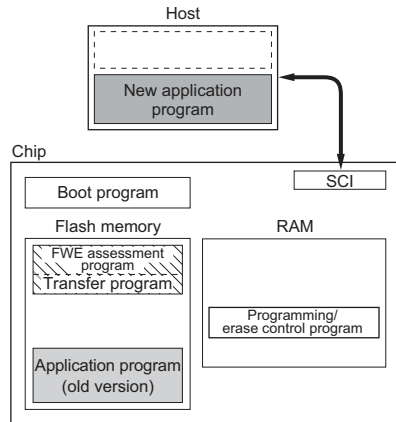 Host
New application
program
Chip
SCI
Boot program
Flash memory
RAM
FWE assessment
program
Transfer program
Programming/
erase control program
Application program
(old version)